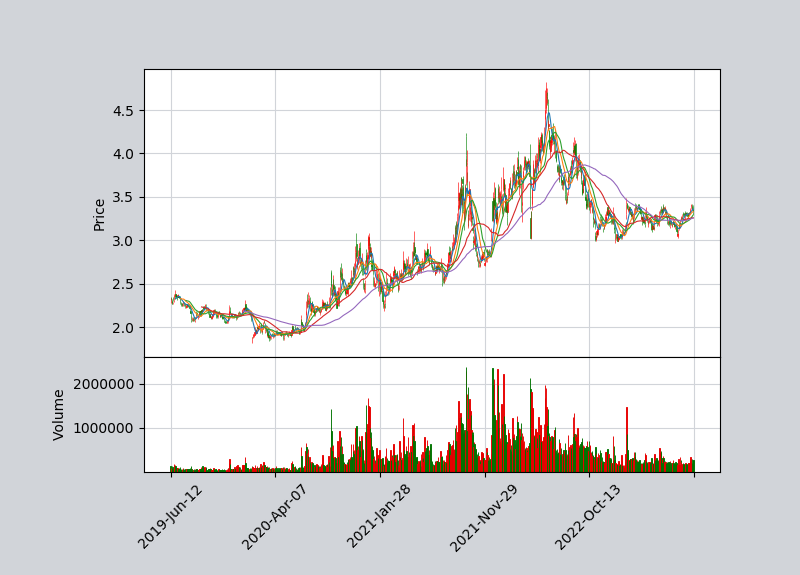 4.5
4.0
3.5
3.0
2.5
2.0
Price
2000000
1000000
Volume
2019-Jun-12
2020-Apr-07
2021-Jan-28
2021-Nov-29
2022-Oct-13